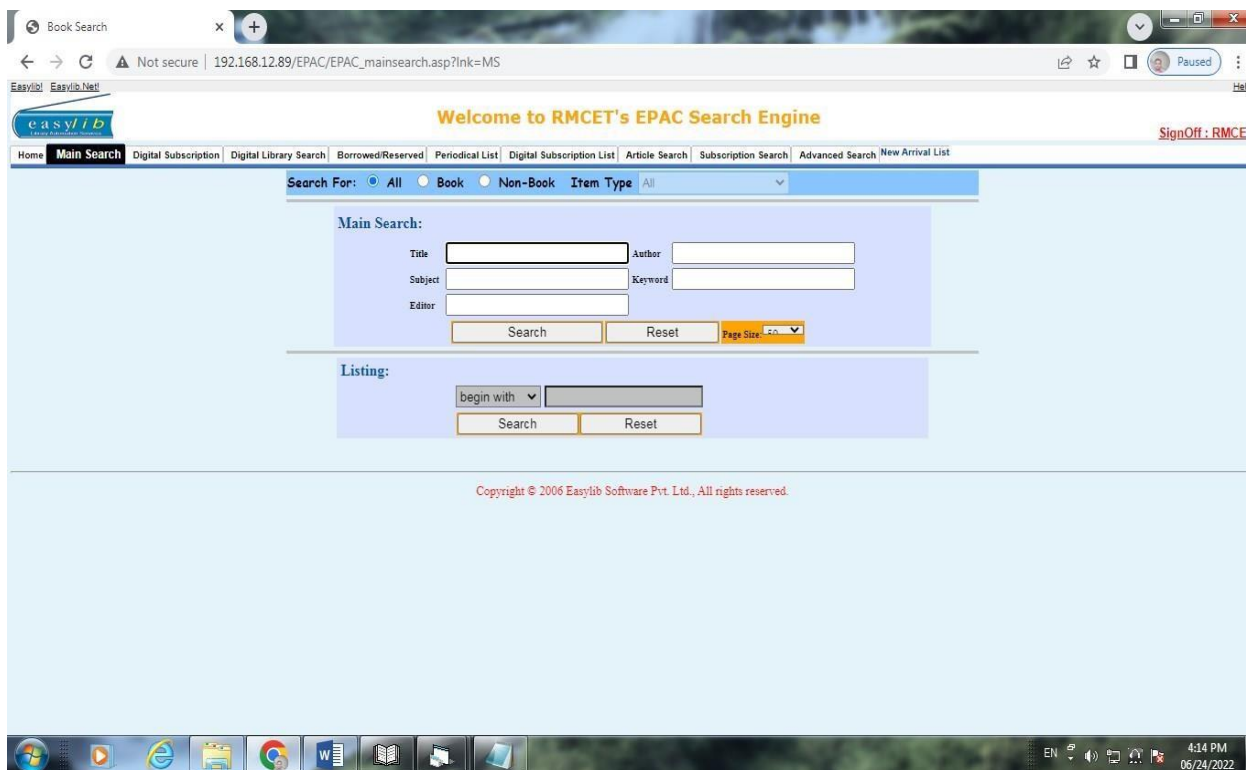 Book Search
Not secure 192.168.12.89/EPAC/EPAC_mainsearch.asp?lnk=MS
Paused
Easylib! Easylib.Net! Hel
easylib
Welcome to RMCET's EPAC Search Engine
SignOff : RMCE
Home Main Search Digital Subscription Digital Library Search Borrowed/Reserved Periodical List Digital Subscription List Article Search Subscription Search Advanced Search New Arrival List
Search For: All Book Non-Book Item Type All
Main Search:
Title Author
Subject Keyword
Editor
Search Reset Page Size: 50
Listing:
begin with
Search Reset
Copyright © 2006 Easylib Software Pvt. Ltd., All rights reserved.
EN 4:14 PM
06/24/2022